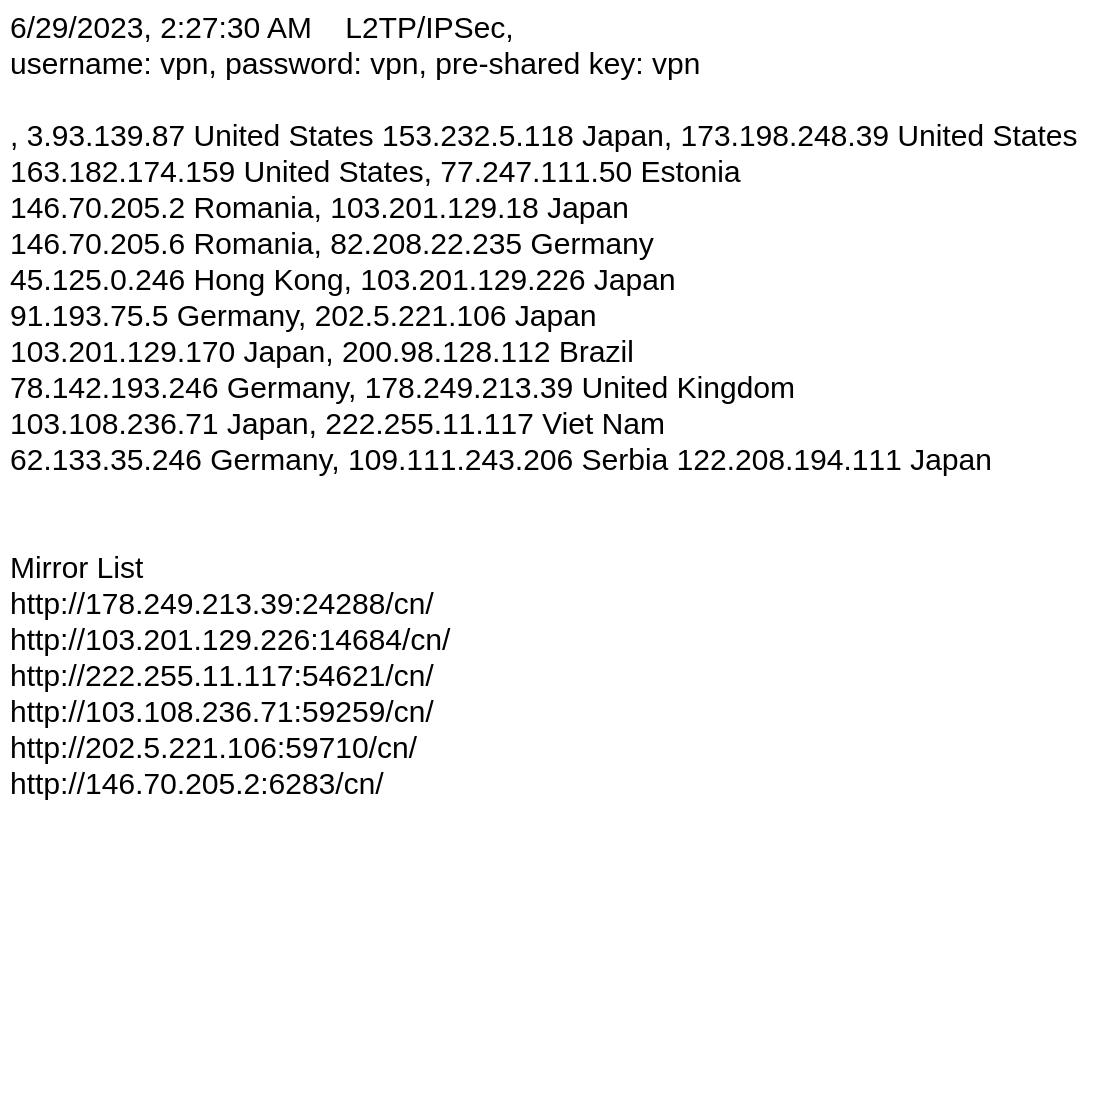 6/29/2023, 2:27:30 AM    L2TP/IPSec,
username: vpn, password: vpn, pre-shared key: vpn
, 3.93.139.87 United States 153.232.5.118 Japan, 173.198.248.39 United States
163.182.174.159 United States, 77.247.111.50 Estonia
146.70.205.2 Romania, 103.201.129.18 Japan
146.70.205.6 Romania, 82.208.22.235 Germany
45.125.0.246 Hong Kong, 103.201.129.226 Japan
91.193.75.5 Germany, 202.5.221.106 Japan
103.201.129.170 Japan, 200.98.128.112 Brazil
78.142.193.246 Germany, 178.249.213.39 United Kingdom
103.108.236.71 Japan, 222.255.11.117 Viet Nam
62.133.35.246 Germany, 109.111.243.206 Serbia 122.208.194.111 Japan
Mirror List
http://178.249.213.39:24288/cn/
http://103.201.129.226:14684/cn/
http://222.255.11.117:54621/cn/
http://103.108.236.71:59259/cn/
http://202.5.221.106:59710/cn/
http://146.70.205.2:6283/cn/